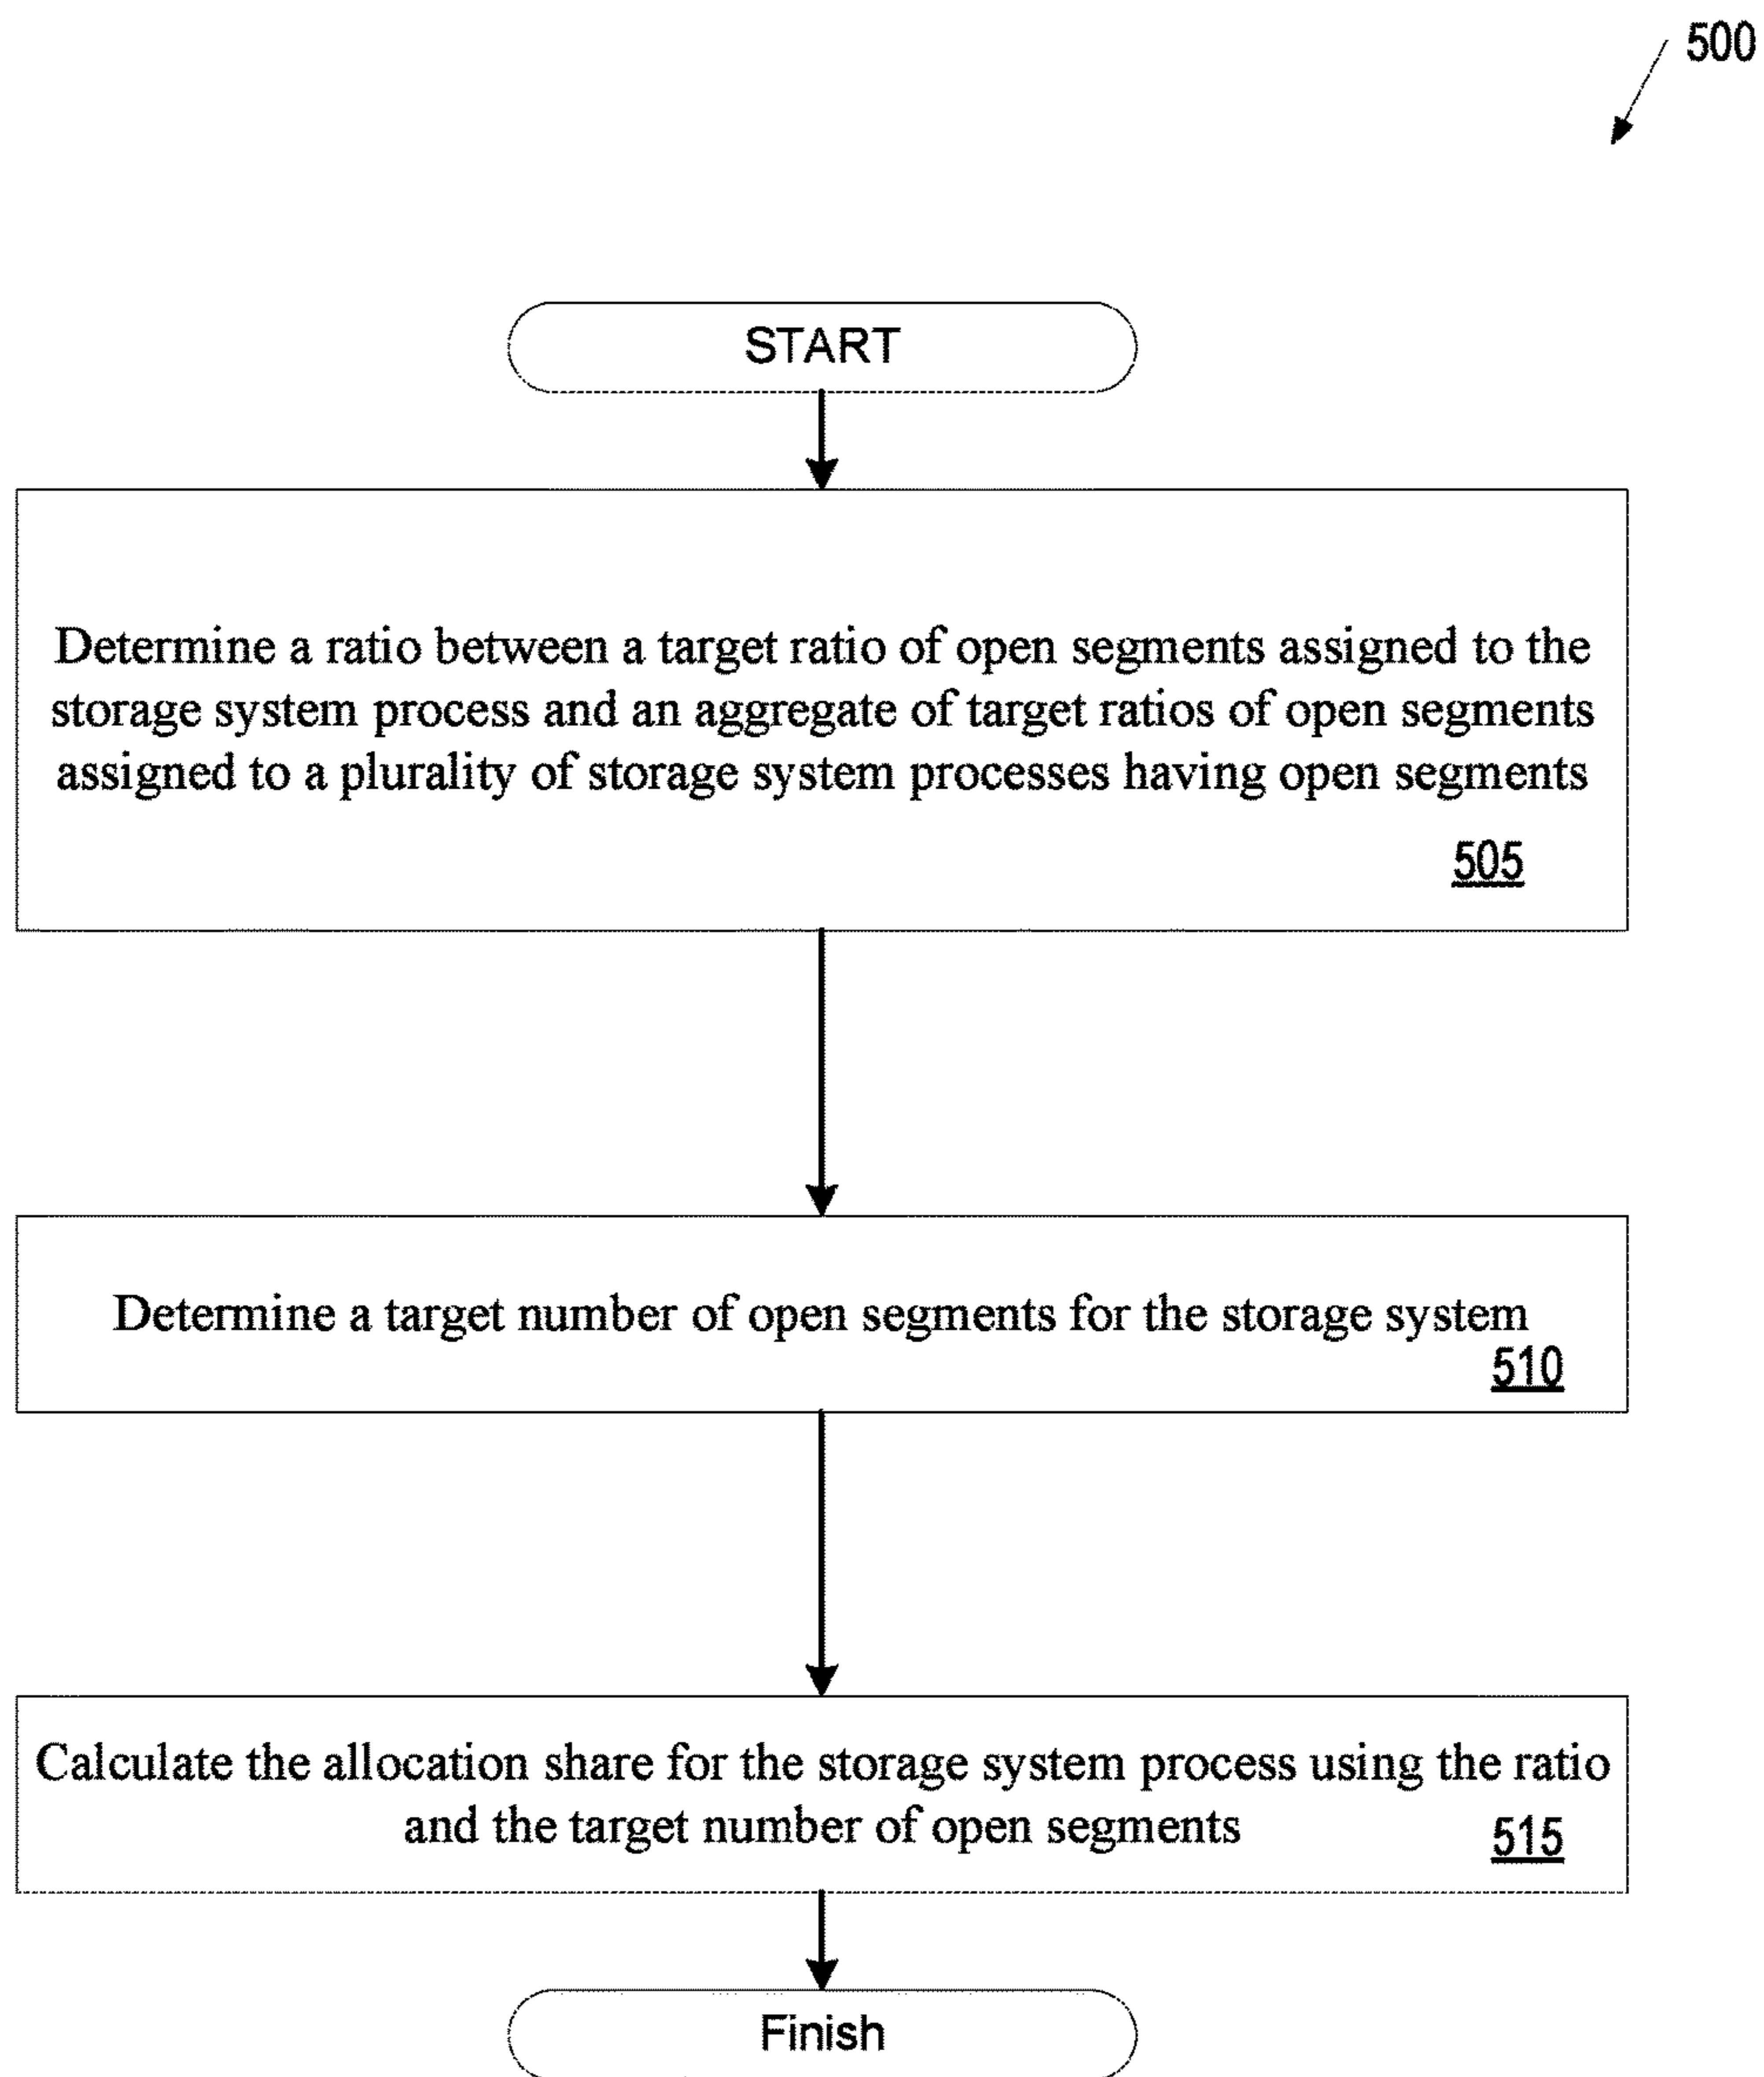 500
START
Determine a ratio between a target ratio of open segments assigned to the
storage system process and an aggregate of target ratios of open segments
assigned to a plurality of storage system processes having open segments
505
Determine a target number of open segments for the storage system
510
Calculate the allocation share for the storage system process using the ratio
and the target number of open segments
515
Finish